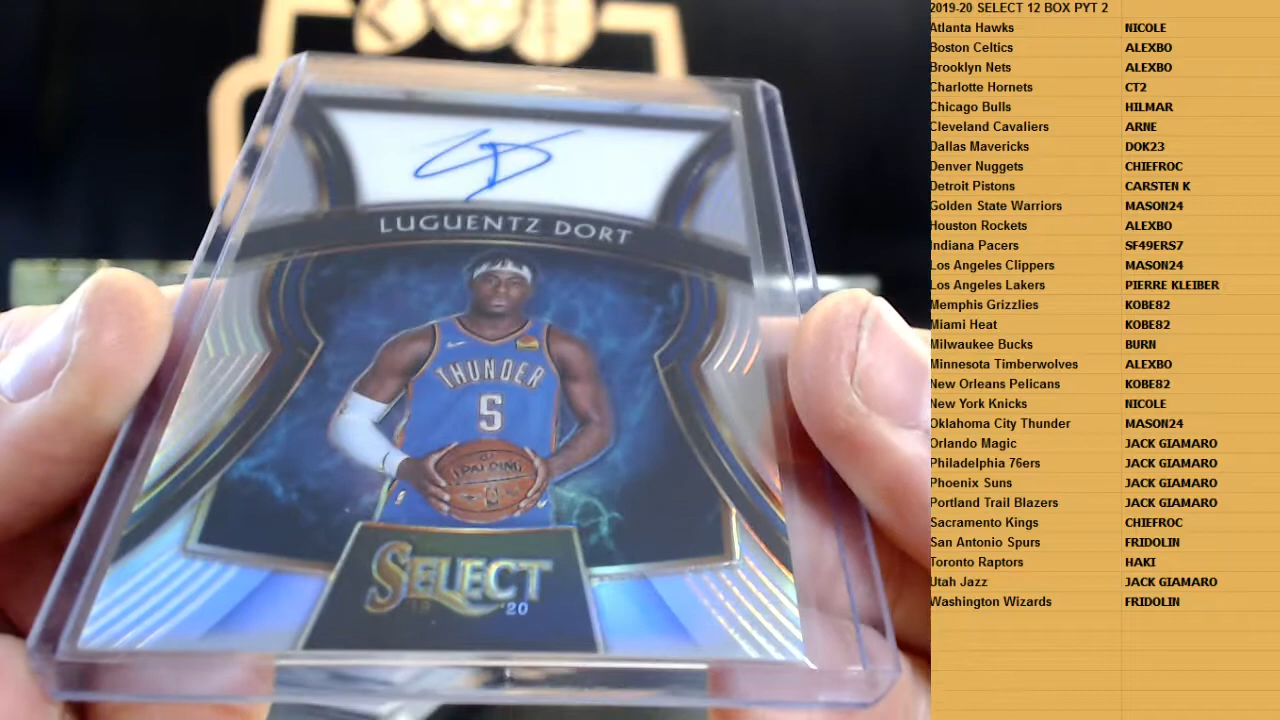 LUGUENTZ DORT
THUNDER
5
SPALDING
SELECT
19 20
2019-20 SELECT 12 BOX PYT 2
Atlanta Hawks NICOLE
Boston Celtics ALEXBO
Brooklyn Nets ALEXBO
Charlotte Hornets CT2
Chicago Bulls HILMAR
Cleveland Cavaliers ARNE
Dallas Mavericks DOK23
Denver Nuggets CHIEFROC
Detroit Pistons CARSTEN K
Golden State Warriors MASON24
Houston Rockets ALEXBO
Indiana Pacers SF49ERS7
Los Angeles Clippers MASON24
Los Angeles Lakers PIERRE KLEIBER
Memphis Grizzlies KOBE82
Miami Heat KOBE82
Milwaukee Bucks BURN
Minnesota Timberwolves ALEXBO
New Orleans Pelicans KOBE82
New York Knicks NICOLE
Oklahoma City Thunder MASON24
Orlando Magic JACK GIAMARO
Philadelphia 76ers JACK GIAMARO
Phoenix Suns JACK GIAMARO
Portland Trail Blazers JACK GIAMARO
Sacramento Kings CHIEFROC
San Antonio Spurs FRIDOLIN
Toronto Raptors HAKI
Utah Jazz JACK GIAMARO
Washington Wizards FRIDOLIN